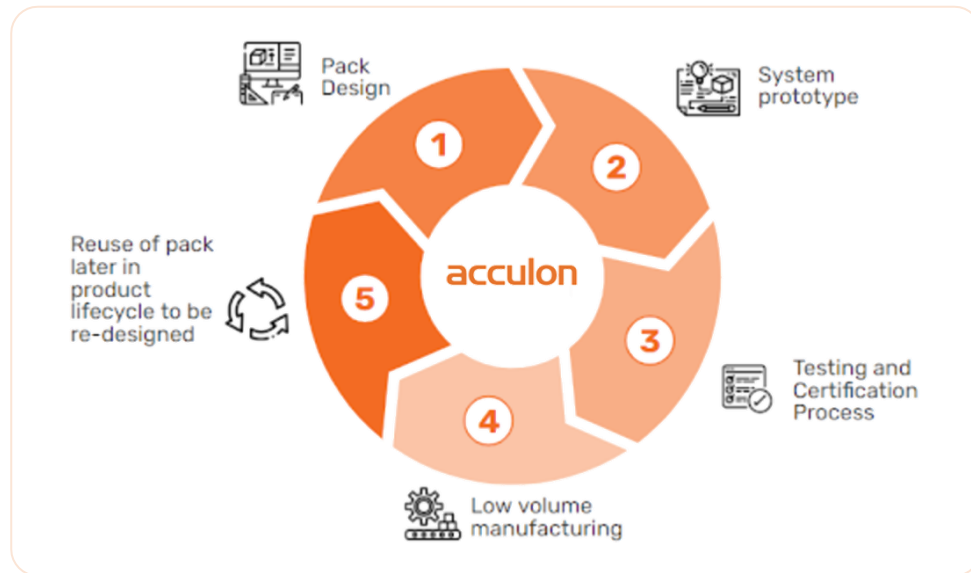 Pack
Design
1
System
prototype
2
acculon
Reuse of pack
later in
product
lifecycle to be
re-designed
5
3
Testing and
Certification
Process
4
Low volume
manufacturing